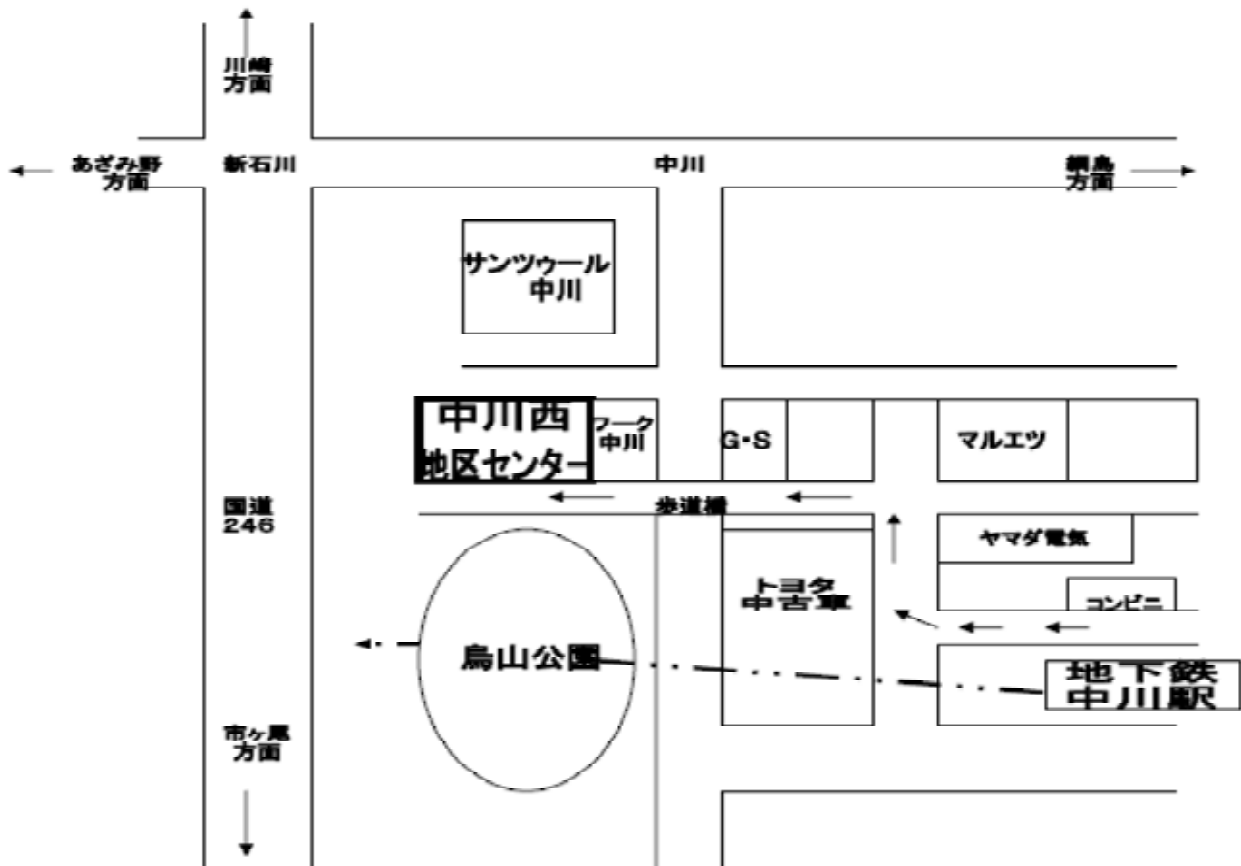 川崎
方面
あざみ野
方面
新石川
中川
綱島
方面
サンツゥール
中川
中川西
地区センター
ワーク
中川
G・S
マルエツ
国道
246
歩道橋
ヤマダ電気
トヨタ
中古車
コンビニ
烏山公園
地下鉄
中川駅
市ヶ尾
方面